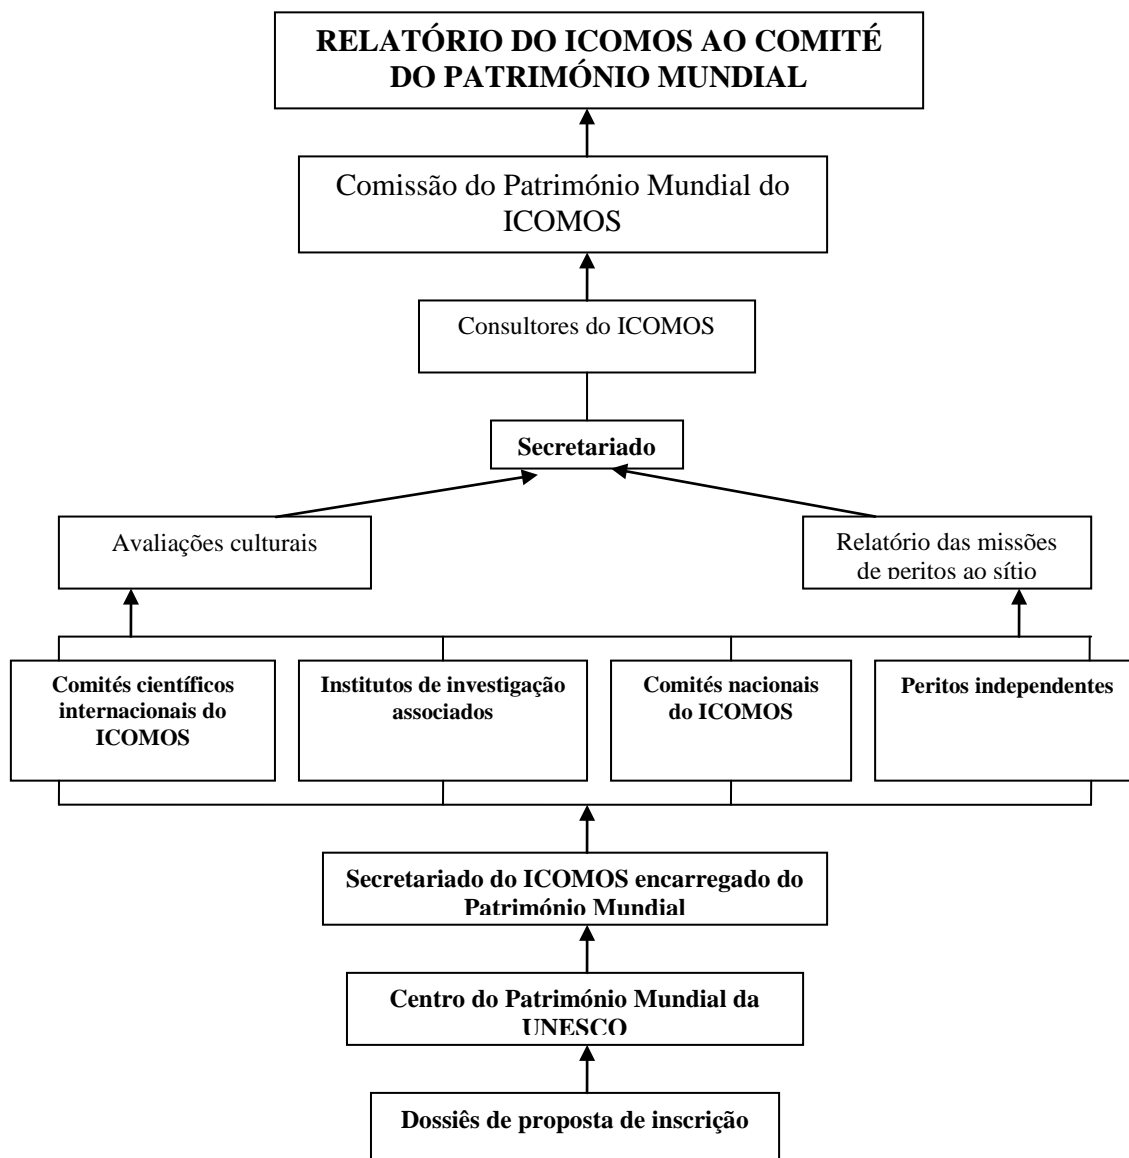 RELATÓRIO DO ICOMOS AO COMITÉ
DO PATRIMÓNIO MUNDIAL
Comissão do Património Mundial do
ICOMOS
Consultores do ICOMOS
Secretariado
Avaliações culturais
Relatório das missões
de peritos ao sítio
Comités científicos
internacionais do
ICOMOS
Institutos de investigação
associados
Comités nacionais
do ICOMOS
Peritos independentes
Secretariado do ICOMOS encarregado do
Património Mundial
Centro do Património Mundial da
UNESCO
Dossiês de proposta de inscrição